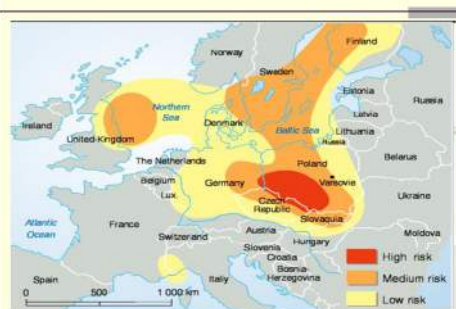 Norway
Finland
Sweden
Estonia
Russia
Latvia
Northern
Sea
Denmark
Baltic Sea
Lithuania
Russia
Ireland
United Kingdom
The Netherlands
Poland
Belarus
Varsovie
Germany
Belgium
Lux.
Czech
Republic
Ukraine
Slovaquia
Atlantic
Ocean
France
Switzerland
Austria
Hungary
Moldova
Slovenia
Croatia
Bosnia-
Herzegovina
Italy
Spain
High risk
Medium risk
Low risk
0 500 1 000 km